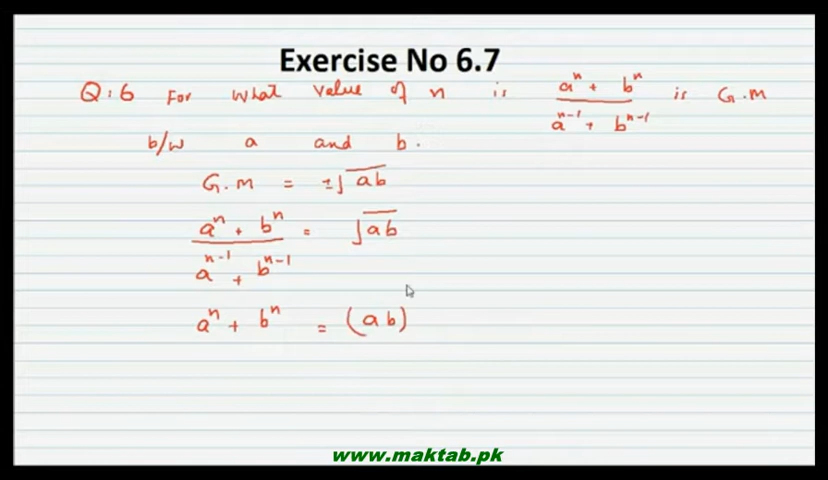 Exercise No 6.7
Q:6 For what value of n is (a^n + b^n)/(a^(n-1) + b^(n-1)) is G.M
b/w a and b.
G.M = ±√ab
(a^n + b^n)/(a^(n-1) + b^(n-1)) = √ab
a^n + b^n = (ab)
www.maktab.pk